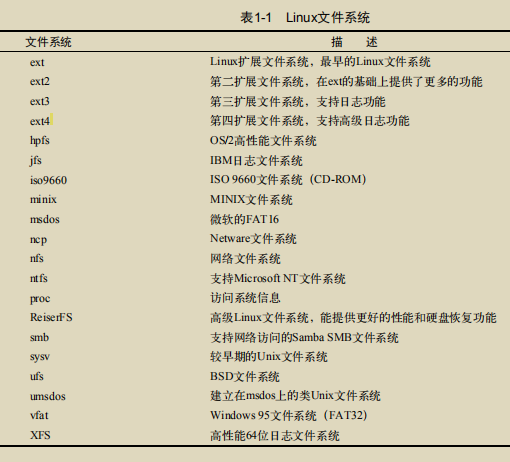 表1-1 Linux文件系统
文件系统 描 述
ext Linux扩展文件系统，最早的Linux文件系统
ext2 第二扩展文件系统，在ext的基础上提供了更多的功能
ext3 第三扩展文件系统，支持日志功能
ext4 第四扩展文件系统，支持高级日志功能
hpfs OS/2高性能文件系统
jfs IBM日志文件系统
iso9660 ISO 9660文件系统（CD-ROM）
minix MINIX文件系统
msdos 微软的FAT16
ncp Netware文件系统
nfs 网络文件系统
ntfs 支持Microsoft NT文件系统
proc 访问系统信息
ReiserFS 高级Linux文件系统，能提供更好的性能和硬盘恢复功能
smb 支持网络访问的Samba SMB文件系统
sysv 较早期的Unix文件系统
ufs BSD文件系统
umsdos 建立在msdos上的类Unix文件系统
vfat Windows 95文件系统（FAT32）
XFS 高性能64位日志文件系统